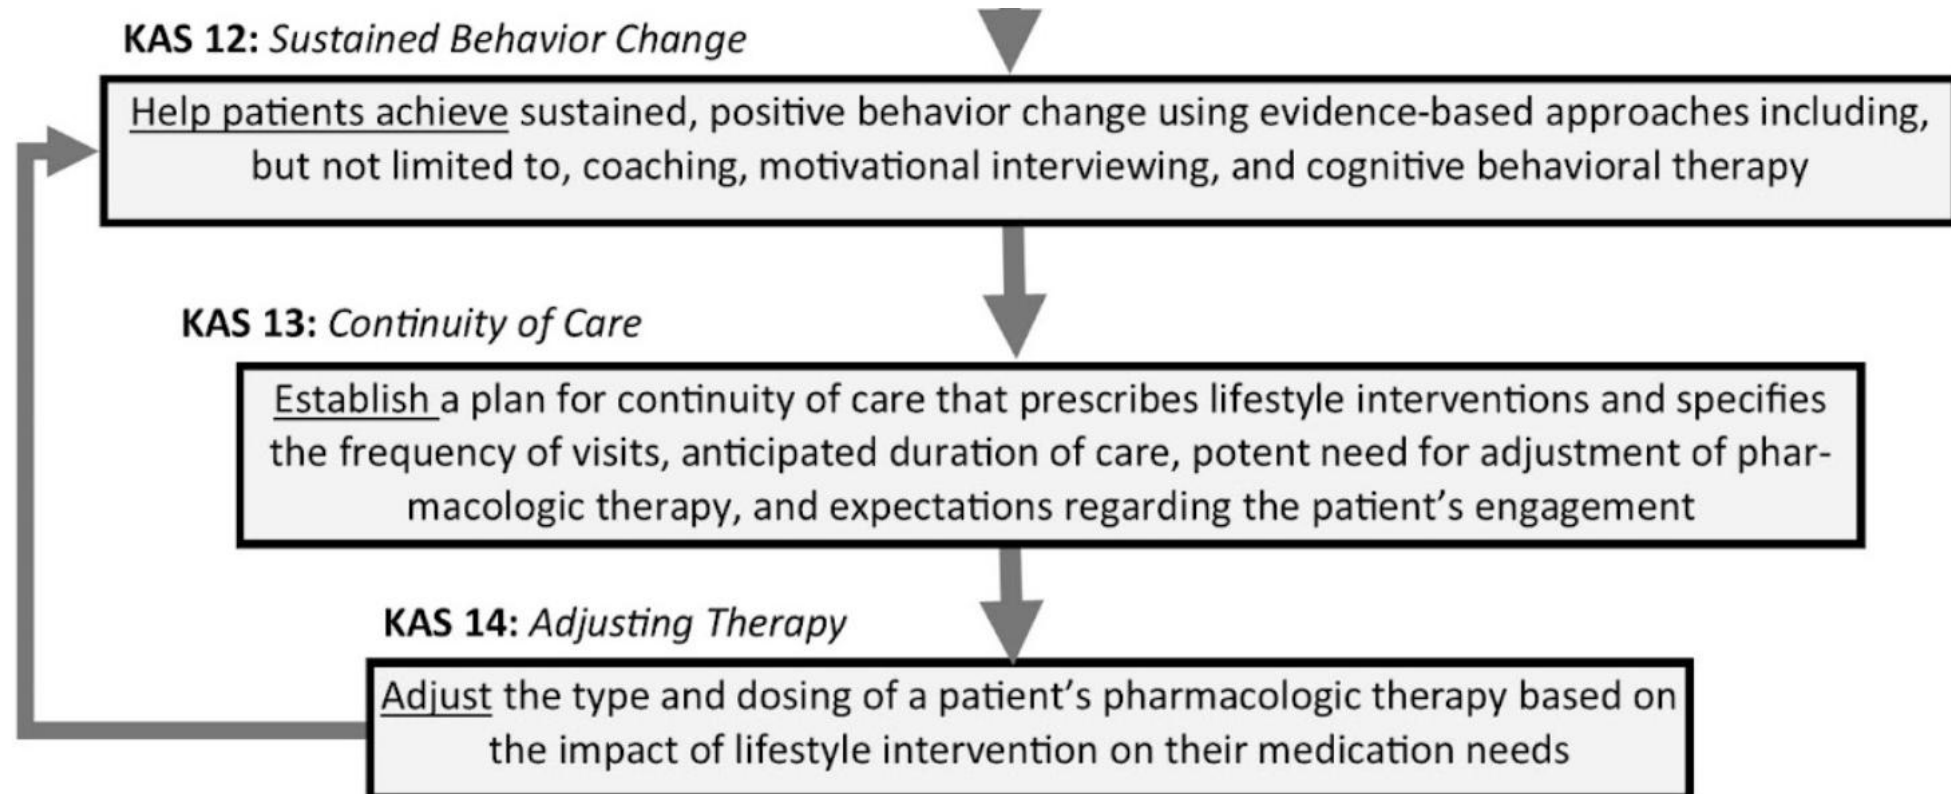 KAS 12: Sustained Behavior Change
Help patients achieve sustained, positive behavior change using evidence-based approaches including,
but not limited to, coaching, motivational interviewing, and cognitive behavioral therapy
KAS 13: Continuity of Care
Establish a plan for continuity of care that prescribes lifestyle interventions and specifies
the frequency of visits, anticipated duration of care, potent need for adjustment of phar-
macologic therapy, and expectations regarding the patient’s engagement
KAS 14: Adjusting Therapy
Adjust the type and dosing of a patient’s pharmacologic therapy based on
the impact of lifestyle intervention on their medication needs